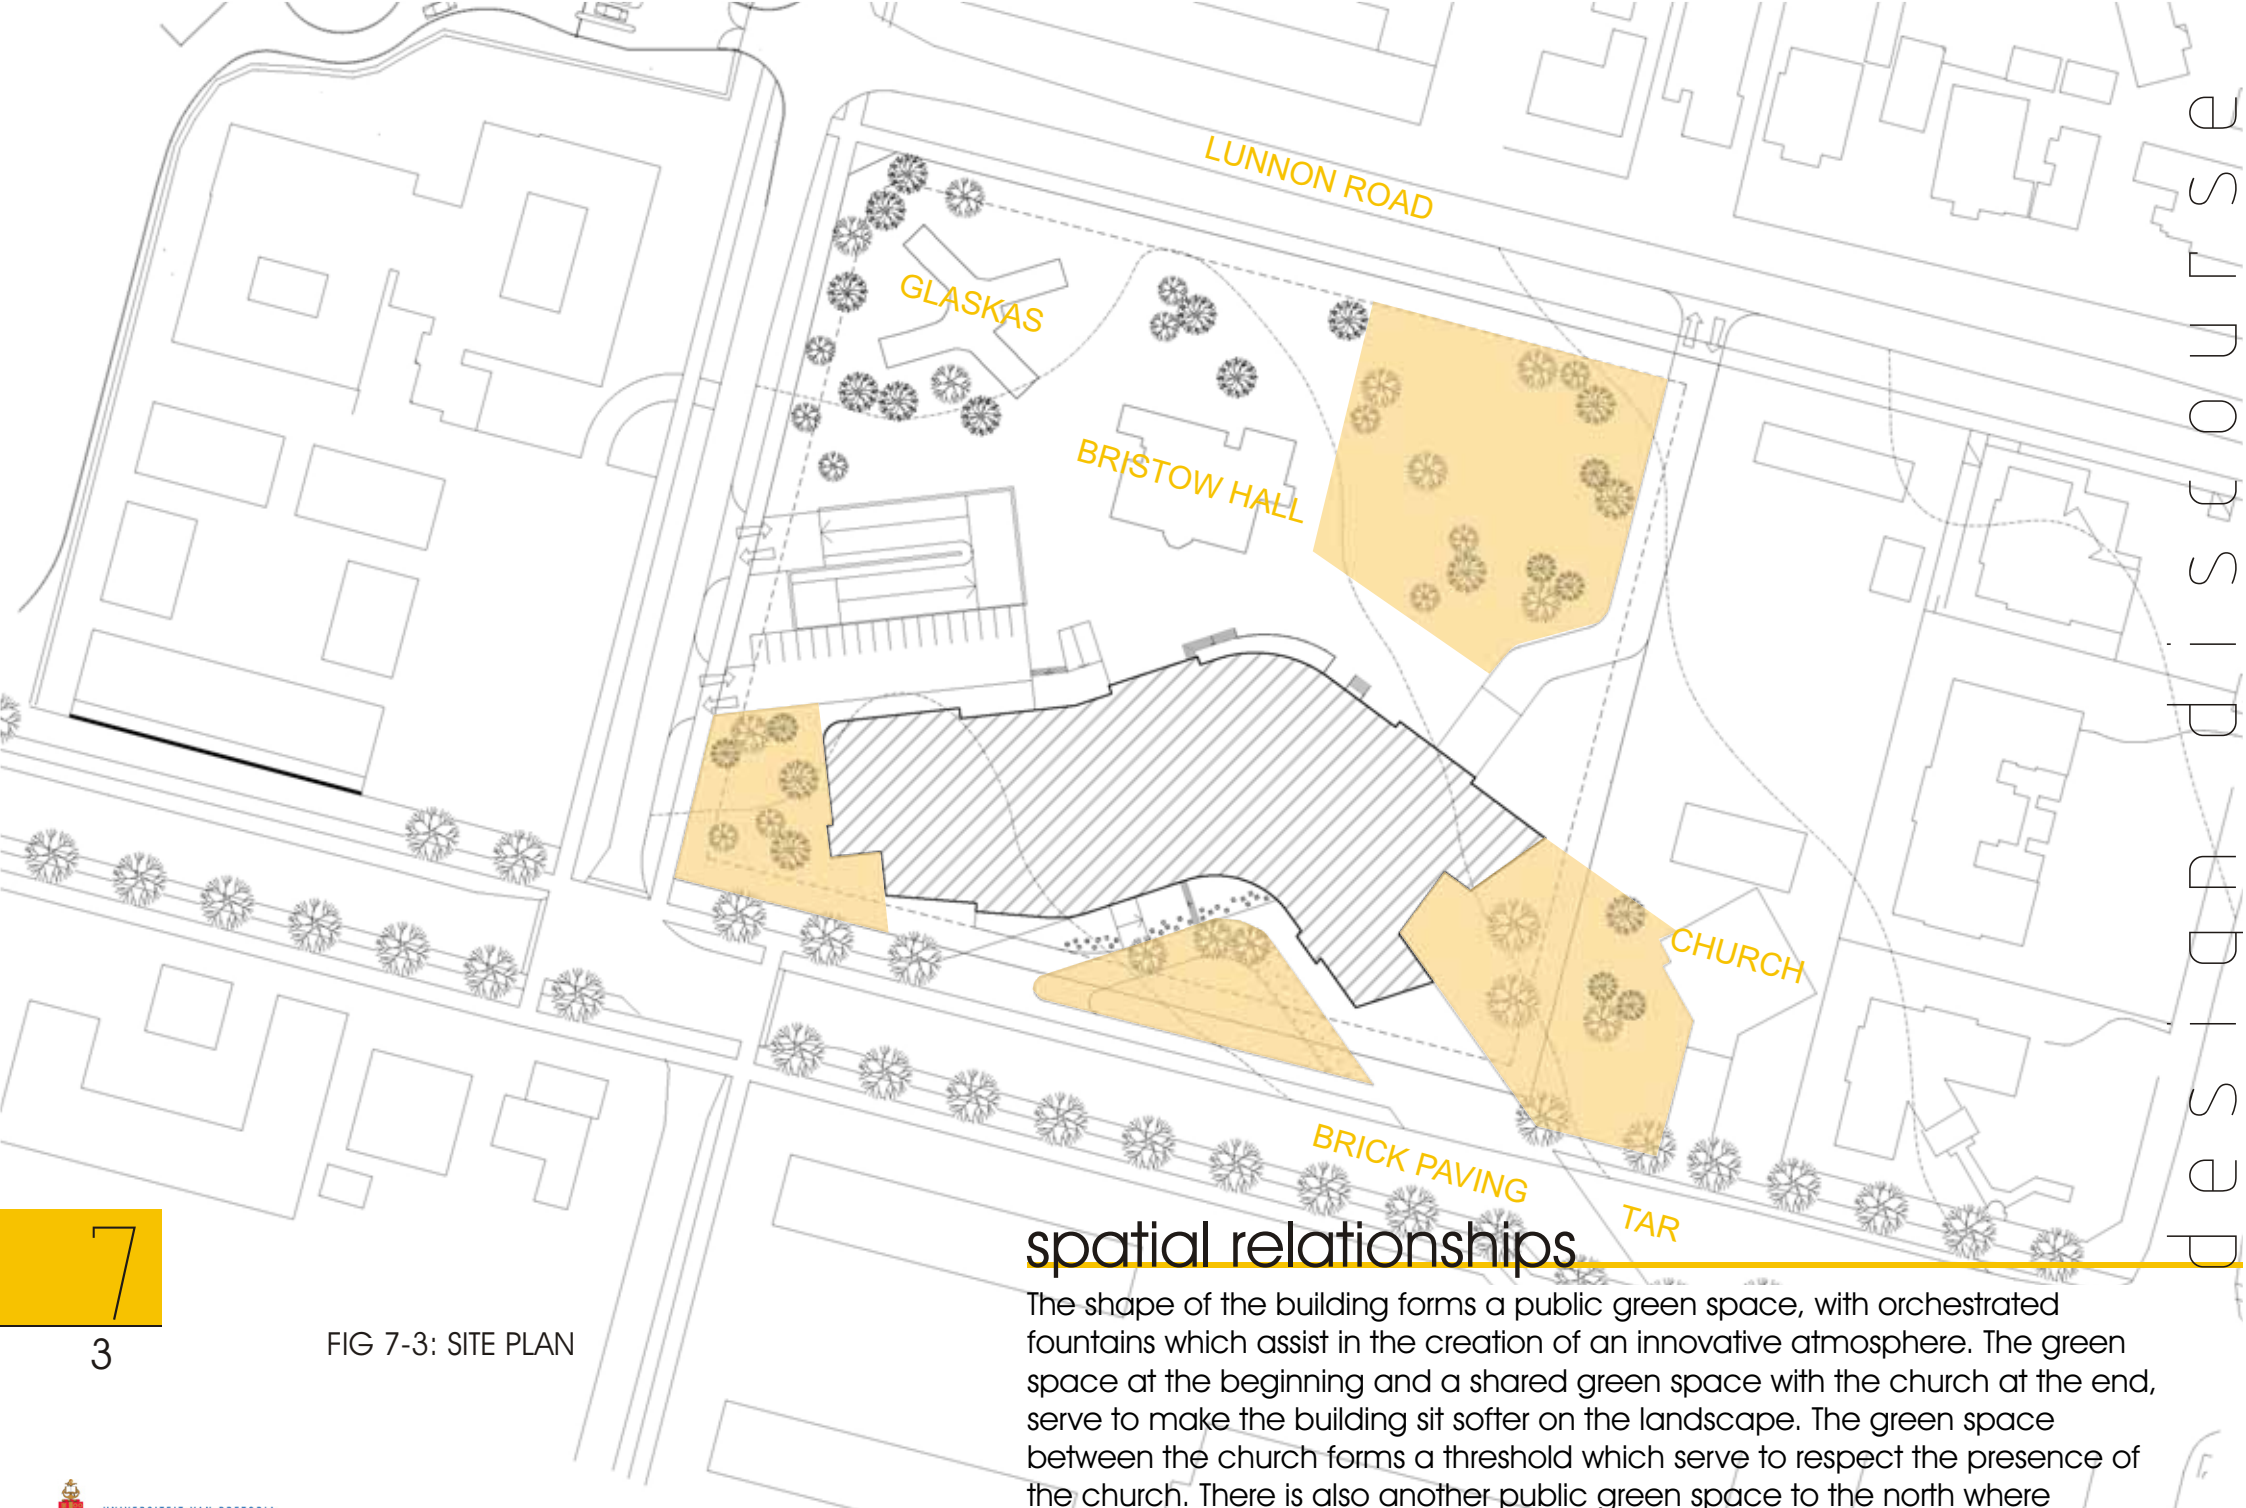 LUNNON ROAD
GLASKAS
BRISTOW HALL
CHURCH
BRICK PAVING
TAR
design discourse
spatial relationships
The shape of the building forms a public green space, with orchestrated
fountains which assist in the creation of an innovative atmosphere. The green
space at the beginning and a shared green space with the church at the end,
serve to make the building sit softer on the landscape. The green space
between the church forms a threshold which serve to respect the presence of
the church. There is also another public green space to the north where
7
3
FIG 7-3: SITE PLAN